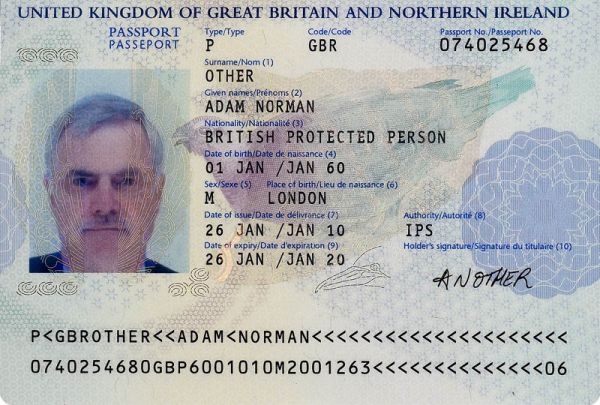 UNITED KINGDOM OF GREAT BRITAIN AND NORTHERN IRELAND
PASSPORT Type/Type Code/Code Passport No./Passeport No.
PASSEPORT P GBR 074025468
Surname/Nom (1)
OTHER
Given names/Prénoms (2)
ADAM NORMAN
Nationality/Nationalité (3)
BRITISH PROTECTED PERSON
Date of birth/Date de naissance (4)
01 JAN /JAN 60
Sex/Sexe (5) Place of birth/Lieu de naissance (6)
M LONDON
Date of issue/Date de délivrance (7) Authority/Autorité (8)
26 JAN /JAN 10 IPS
Date of expiry/Date d'expiration (9) Holder's signature/Signature du titulaire (10)
26 JAN /JAN 20 A NOTHER
P<GBROTHER<<ADAM<NORMAN<<<<<<<<<<<<<<<<<<<<<
0740254680GBP6001010M2001263<<<<<<<<<<<<<<06